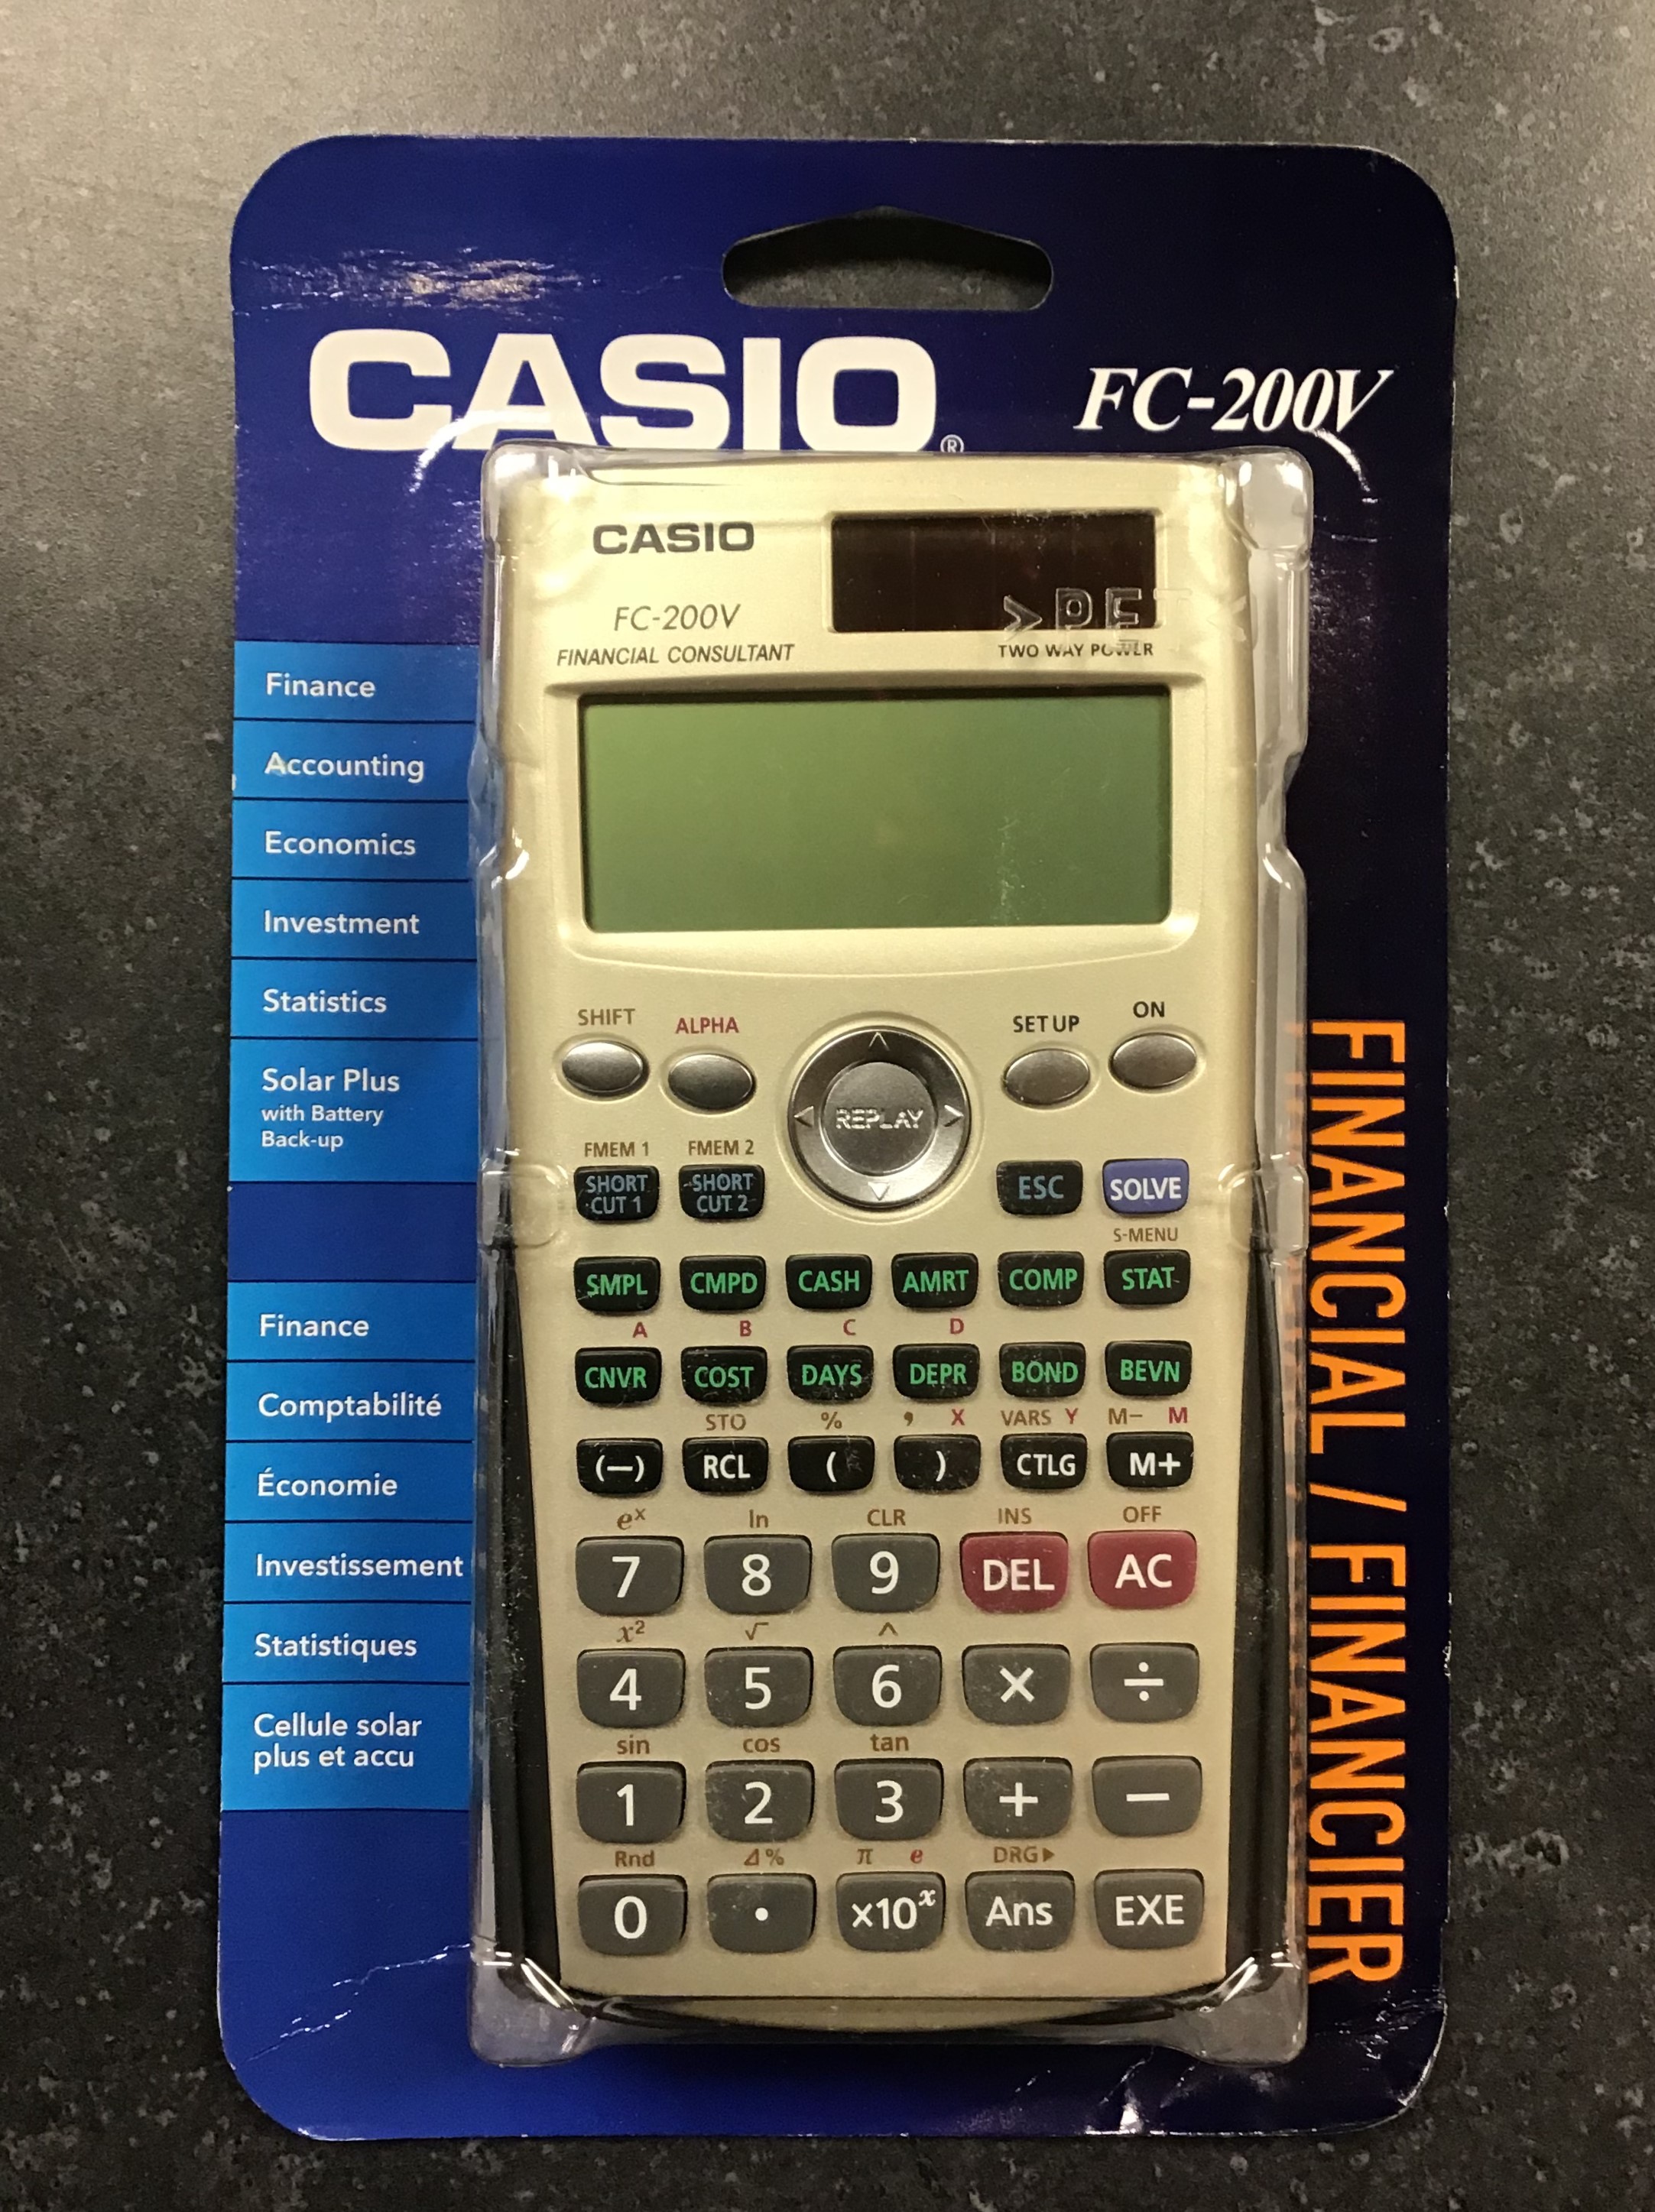 CASIO®
FC-200V
CASIO
FC-200V
FINANCIAL CONSULTANT
>PET<
TWO WAY POWER
Finance
Accounting
Economics
Investment
Statistics
Solar Plus
with Battery
Back-up
Finance
Comptabilité
Économie
Investissement
Statistiques
Cellule solar
plus et accu
FINANCIAL / FINANCIER
SHIFT ALPHA SET UP ON
REPLAY
FMEM 1 FMEM 2
SHORT CUT 1
SHORT CUT 2
ESC SOLVE
S-MENU
SMPL CMPD CASH AMRT COMP STAT
A B C D
CNVR COST DAYS DEPR BOND BEVN
STO % , X VARS Y M− M
(−) RCL ( ) CTLG M+
eˣ ln CLR INS OFF
7 8 9 DEL AC
x² √ ^
4 5 6 × ÷
sin cos tan
1 2 3 + −
Rnd ⊿% π e DRG▶
0 . ×10ˣ Ans EXE